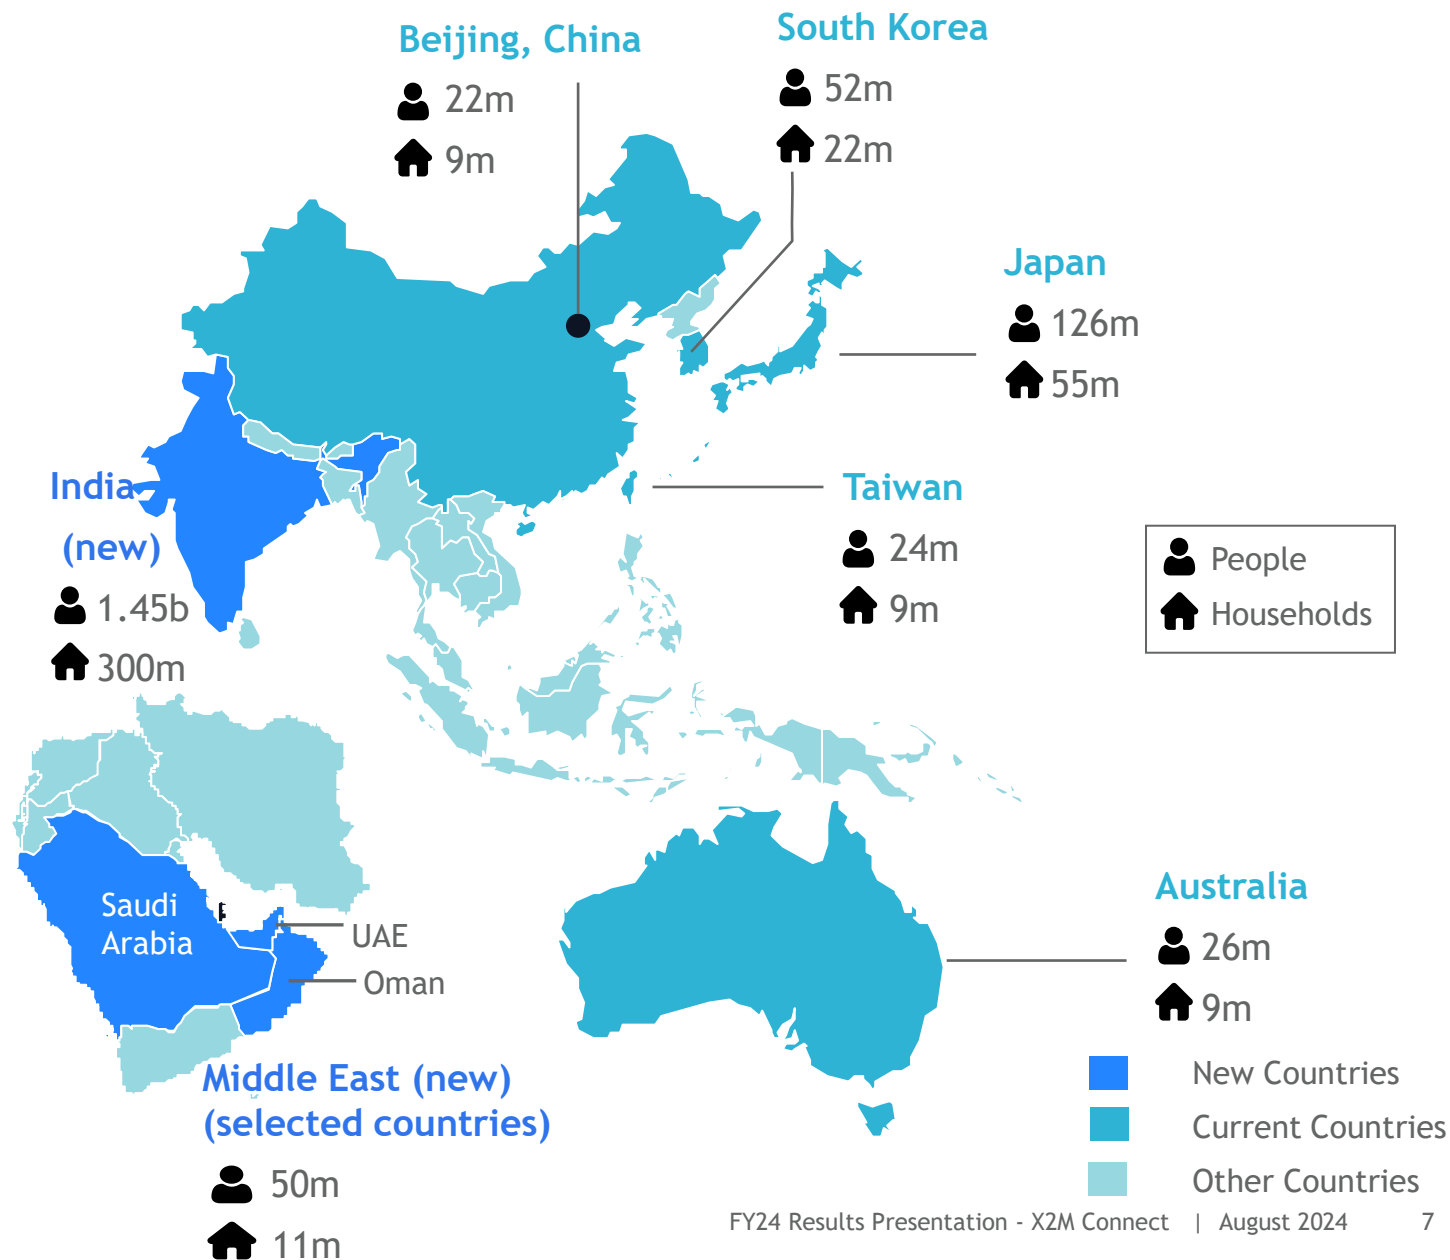 Beijing, China
22m
9m
South Korea
52m
22m
Japan
126m
55m
India
(new)
1.45b
300m
Taiwan
24m
9m
People
Households
Saudi
Arabia
UAE
Oman
Middle East (new)
(selected countries)
50m
11m
Australia
26m
9m
New Countries
Current Countries
Other Countries
FY24 Results Presentation - X2M Connect | August 2024 7